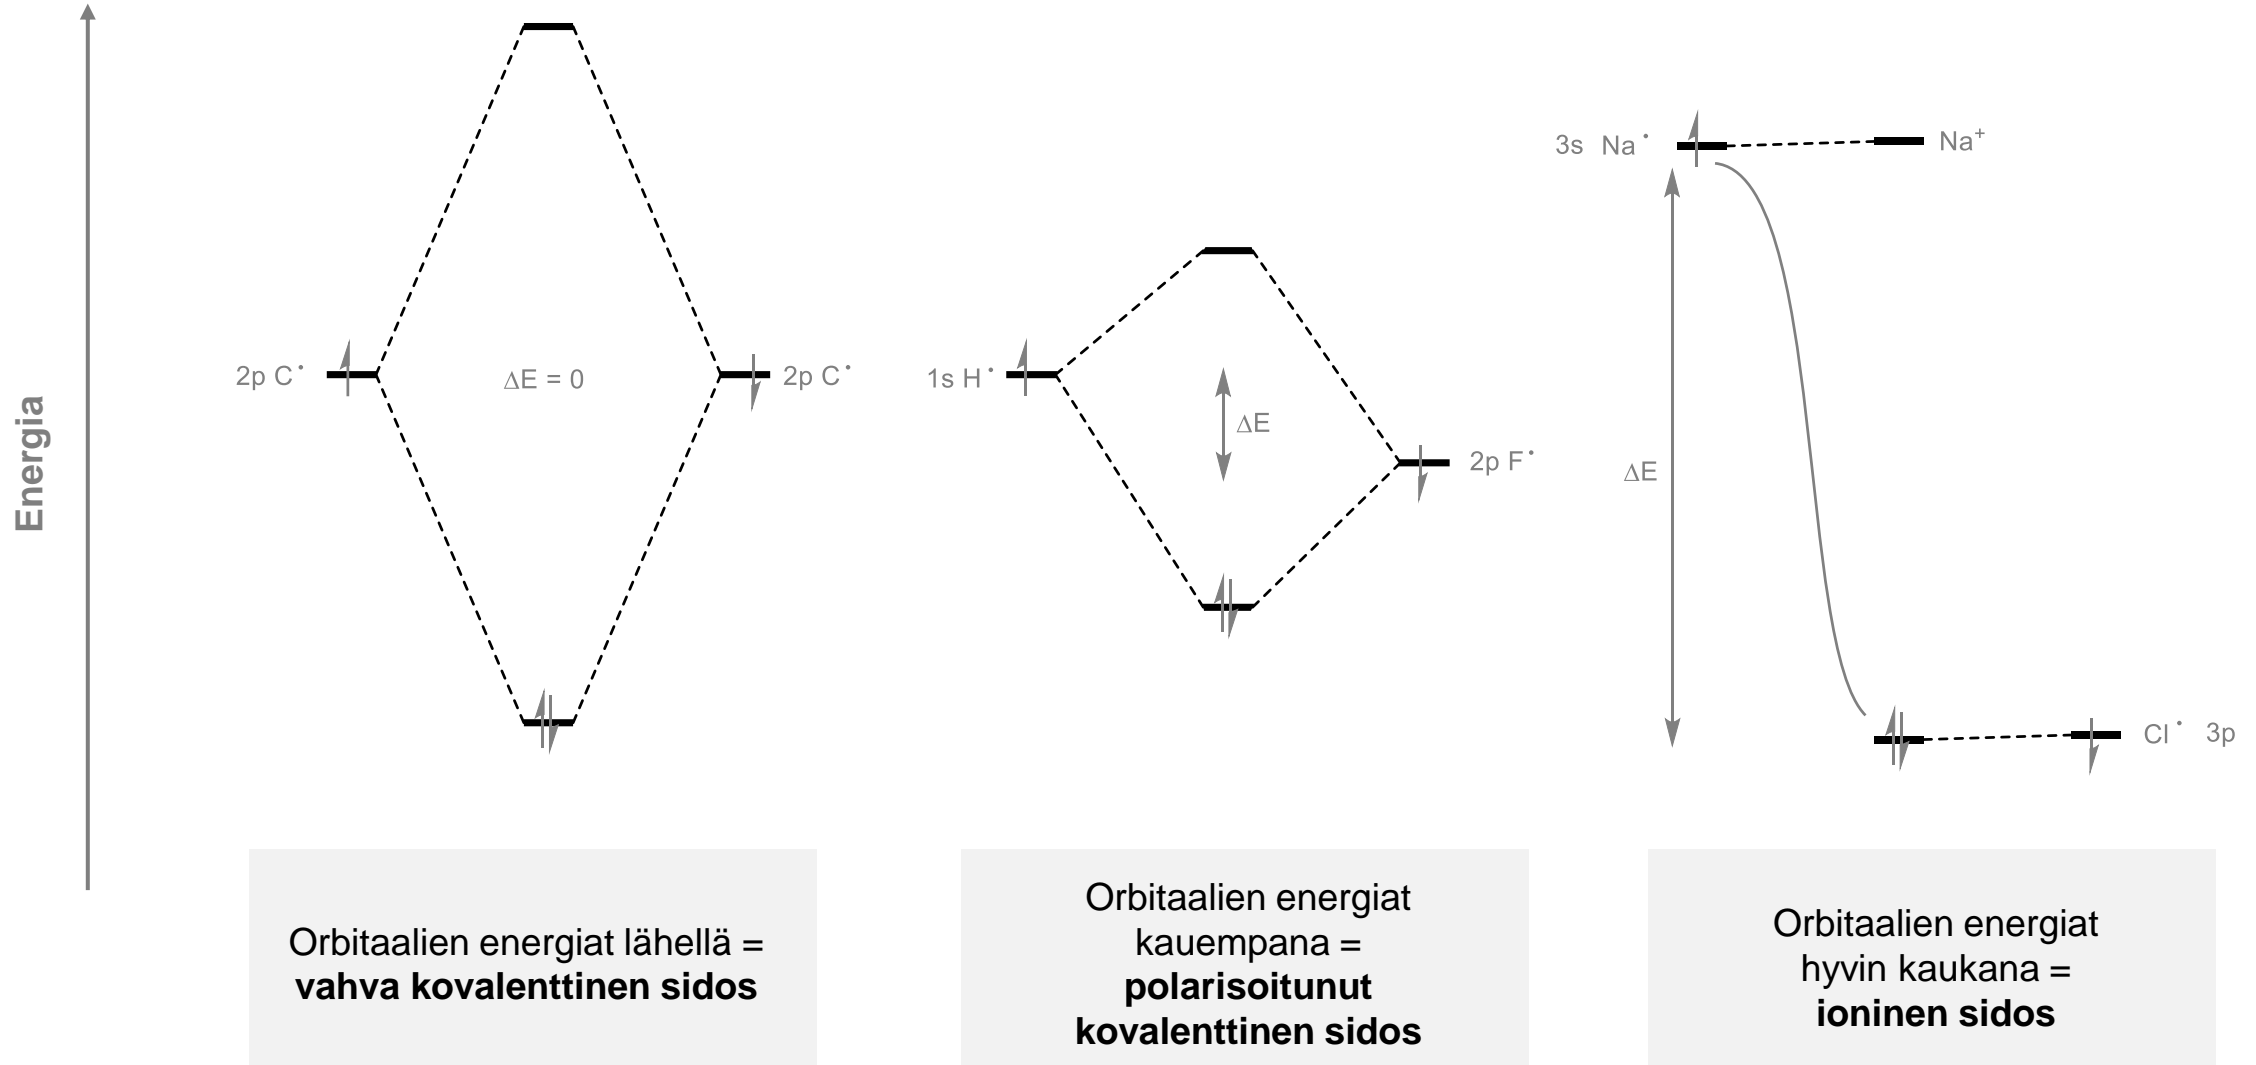 Energia
2p C•
ΔE = 0
2p C•
1s H•
ΔE
2p F•
3s Na•
Na⁺
ΔE
Cl• 3p
Orbitaalien energiat lähellä =
vahva kovalenttinen sidos
Orbitaalien energiat
kauempana =
polarisoitunut
kovalenttinen sidos
Orbitaalien energiat
hyvin kaukana =
ioninen sidos